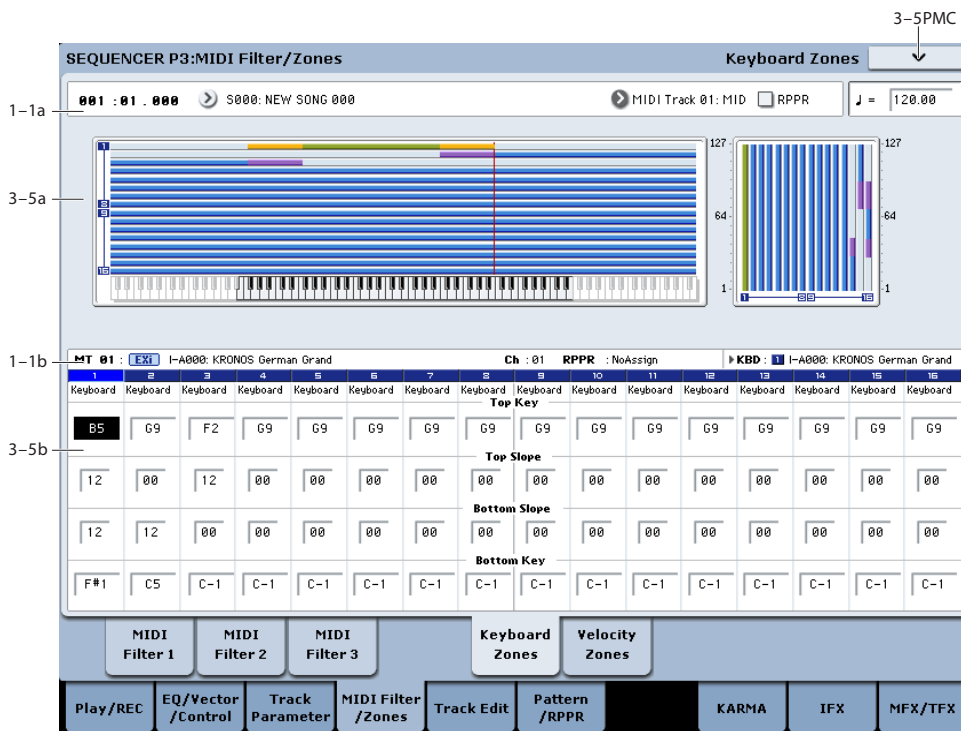 3–5PMC
SEQUENCER P3:MIDI Filter/Zones Keyboard Zones
1–1a
001 :01 . 000 S000: NEW SONG 000 MIDI Track 01: MID RPPR ♩ = 120.00
3–5a
1 8 9 16
127 64 1
127 64 1
1 8 9 16
1–1b
MT 01 : EXi I-A000: KRONOS German Grand Ch : 01 RPPR : NoAssign KBD : 1 I-A000: KRONOS German Grand
1 2 3 4 5 6 7 8 9 10 11 12 13 14 15 16
Keyboard Keyboard Keyboard Keyboard Keyboard Keyboard Keyboard Keyboard Keyboard Keyboard Keyboard Keyboard Keyboard Keyboard Keyboard Keyboard
Top Key
B5 G9 F2 G9 G9 G9 G9 G9 G9 G9 G9 G9 G9 G9 G9 G9
3–5b
Top Slope
12 00 12 00 00 00 00 00 00 00 00 00 00 00 00 00
Bottom Slope
12 12 00 00 00 00 00 00 00 00 00 00 00 00 00 00
Bottom Key
F#1 C5 C-1 C-1 C-1 C-1 C-1 C-1 C-1 C-1 C-1 C-1 C-1 C-1 C-1 C-1
MIDI Filter 1 MIDI Filter 2 MIDI Filter 3 Keyboard Zones Velocity Zones
Play/REC EQ/Vector /Control Track Parameter MIDI Filter /Zones Track Edit Pattern /RPPR KARMA IFX MFX/TFX